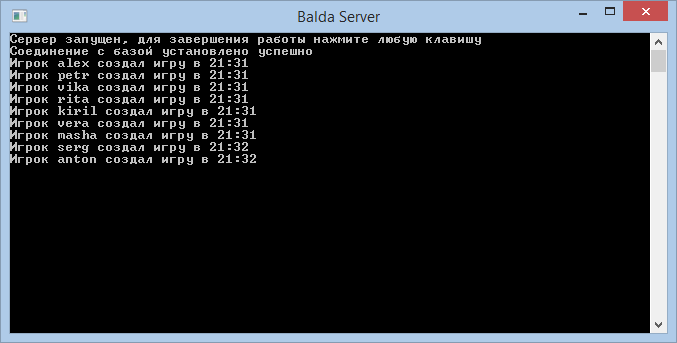 Balda Server
Сервер запущен, для завершения работы нажмите любую клавишу
Соединение с базой установлено успешно
Игрок alex создал игру в 21:31
Игрок petr создал игру в 21:31
Игрок vika создал игру в 21:31
Игрок rita создал игру в 21:31
Игрок kiril создал игру в 21:31
Игрок vera создал игру в 21:31
Игрок masha создал игру в 21:31
Игрок serg создал игру в 21:32
Игрок anton создал игру в 21:32